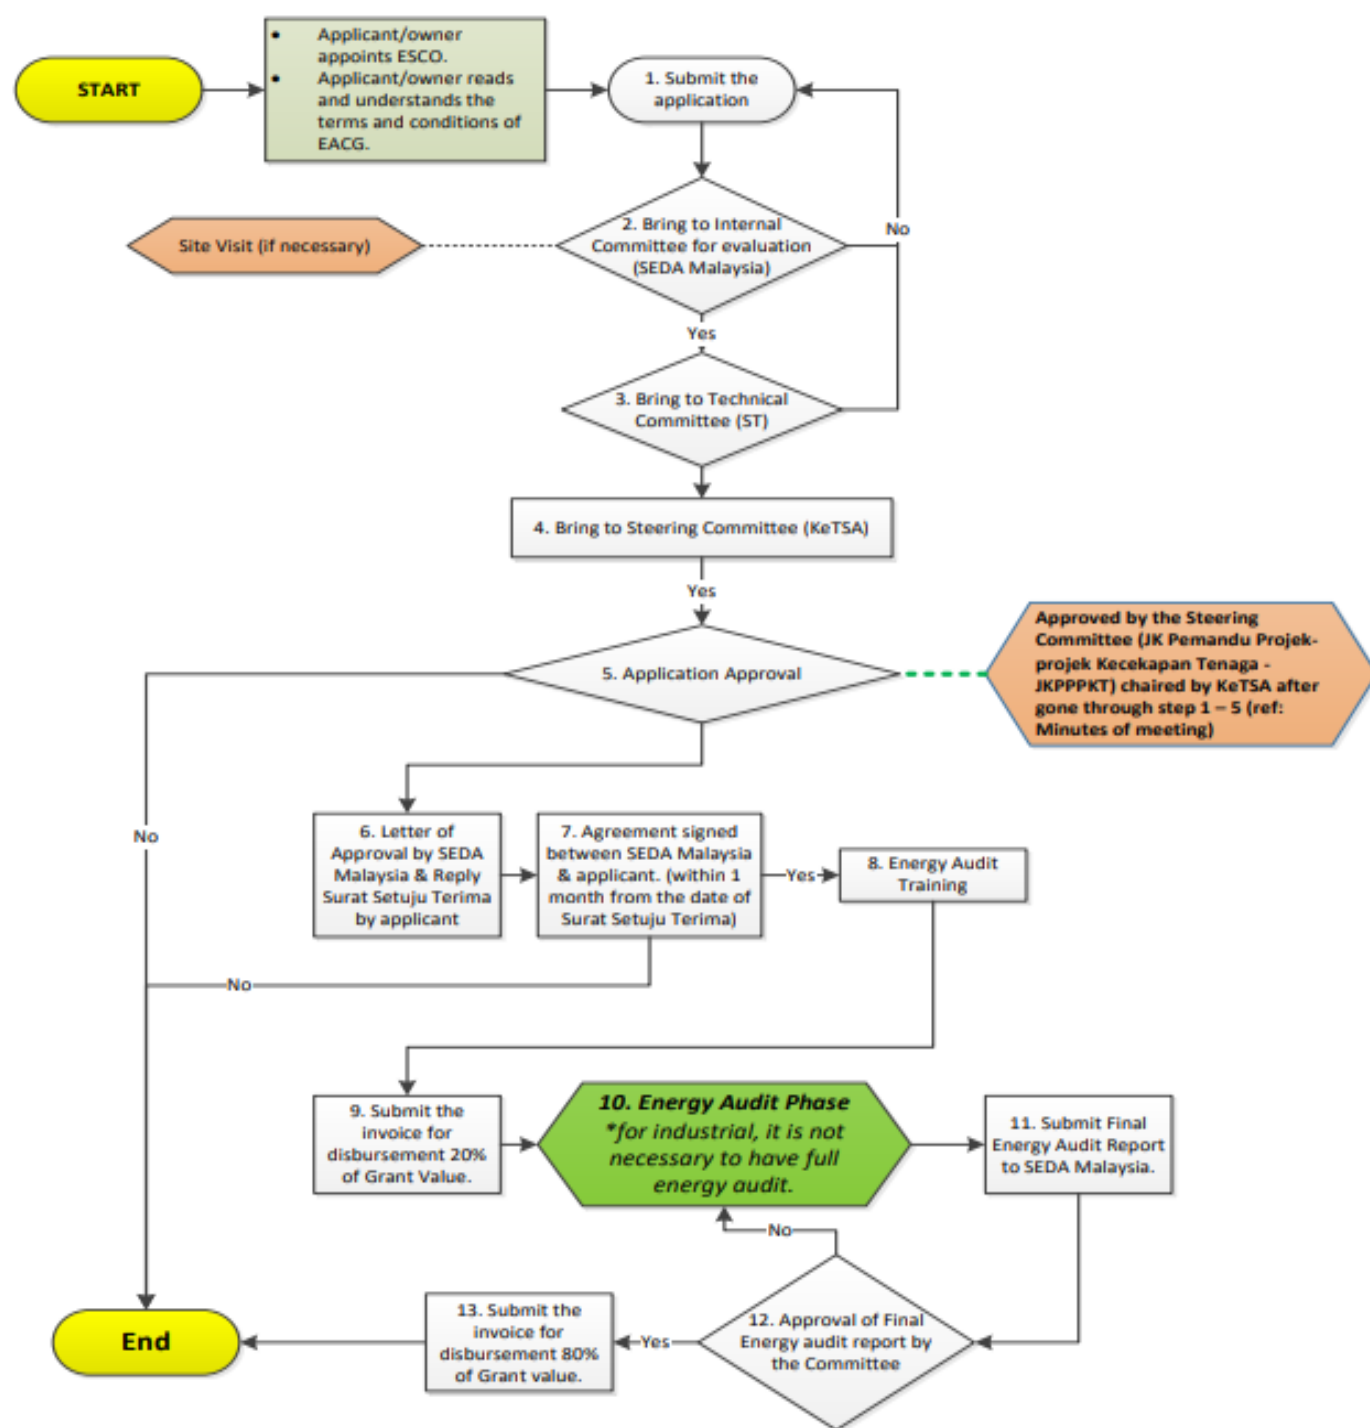 START
• Applicant/owner
appoints ESCO.
• Applicant/owner reads
and understands the
terms and conditions of
EACG.
1. Submit the
application
Site Visit (if necessary)
2. Bring to Internal
Committee for evaluation
(SEDA Malaysia)
No
Yes
3. Bring to Technical
Committee (ST)
4. Bring to Steering Committee (KeTSA)
Yes
5. Application Approval
Approved by the Steering
Committee (JK Pemandu Projek-
projek Kecekapan Tenaga -
JKPPPKT) chaired by KeTSA after
gone through step 1 – 5 (ref:
Minutes of meeting)
No
6. Letter of
Approval by SEDA
Malaysia & Reply
Surat Setuju Terima
by applicant
7. Agreement signed
between SEDA Malaysia
& applicant. (within 1
month from the date of
Surat Setuju Terima)
Yes
8. Energy Audit
Training
No
9. Submit the
invoice for
disbursement 20%
of Grant Value.
10. Energy Audit Phase
*for industrial, it is not
necessary to have full
energy audit.
11. Submit Final
Energy Audit Report
to SEDA Malaysia.
No
12. Approval of Final
Energy audit report by
the Committee
Yes
13. Submit the
invoice for
disbursement 80%
of Grant value.
End